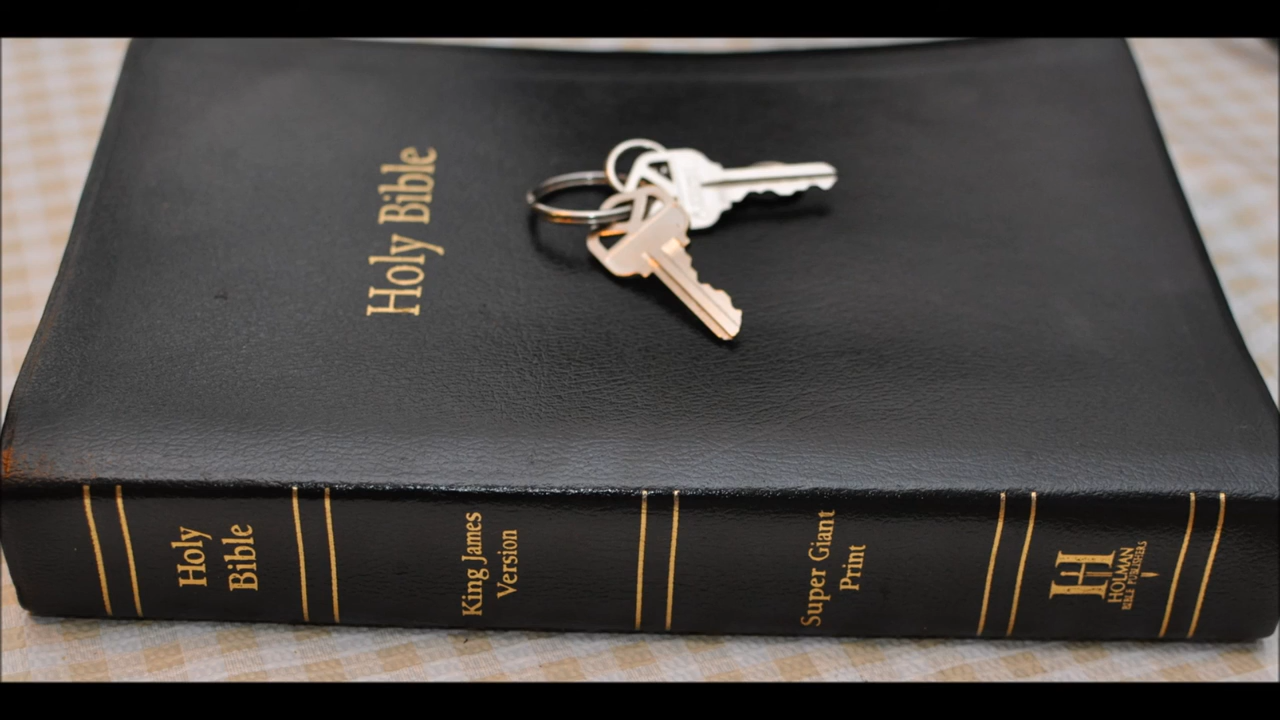 Holy Bible
Holy
Bible
King James
Version
Super Giant
Print
HOLMAN
BIBLE PUBLISHERS